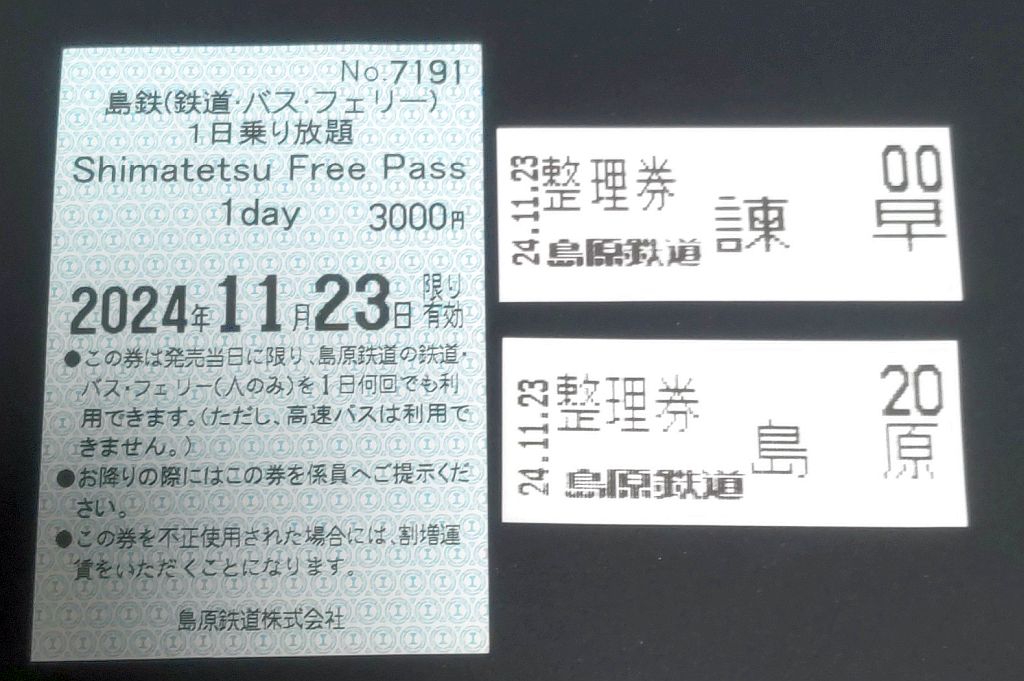 No.7191
島鉄(鉄道・バス・フェリー)
1日乗り放題
Shimatetsu Free Pass
1day 3000円
2024年11月23日限り有効
●この券は発売当日に限り、島原鉄道の鉄道・
バス・フェリー(人のみ)を1日何回でも利
用できます。(ただし、高速バスは利用で
きません。)
●お降りの際にはこの券を係員へご提示くだ
さい。
●この券を不正使用された場合には、割増運
賃をいただくことになります。
島原鉄道株式会社
24.11.23
整理券
00
島原鉄道
諫早
24.11.23
整理券
20
島原鉄道
島原